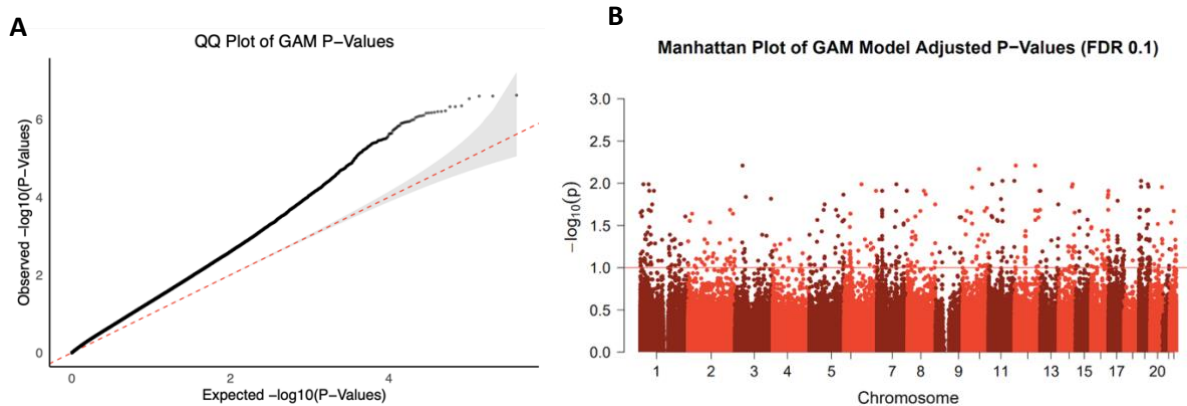 A
QQ Plot of GAM P−Values
Observed −log10(P−Values)
6
4
2
0
0 2 4
Expected −log10(P−Values)
B
Manhattan Plot of GAM Model Adjusted P−Values (FDR 0.1)
−log10(p)
3.0
2.5
2.0
1.5
1.0
0.5
0.0
1 2 3 4 5 7 8 9 11 13 15 17 20
Chromosome